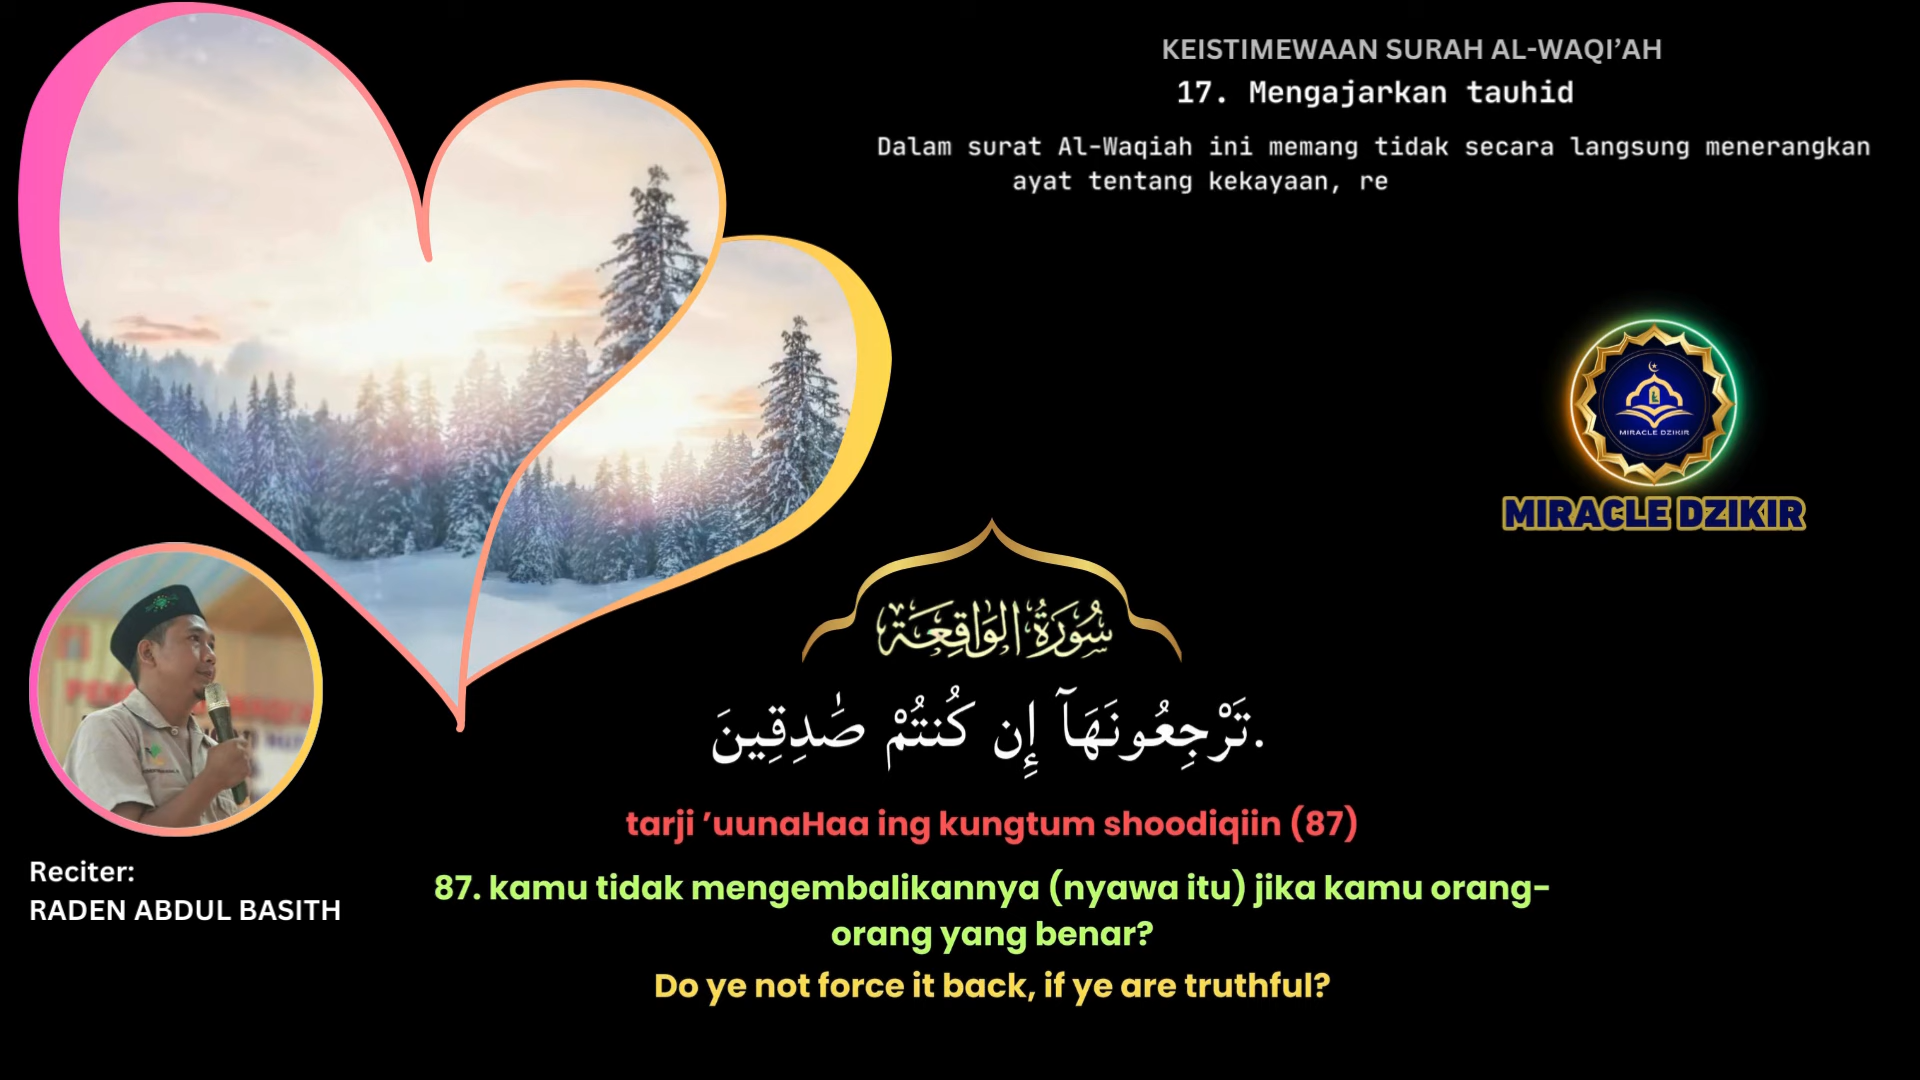 KEISTIMEWAAN SURAH AL-WAQI’AH
17. Mengajarkan tauhid
Dalam surat Al-Waqiah ini memang tidak secara langsung menerangkan
ayat tentang kekayaan, re
MIRACLE DZIKIR
MIRACLE DZIKIR
سُورَةُ الوَاقِعَة
تَرْجِعُونَهَآ إِن كُنتُمْ صَٰدِقِينَ.
tarji ’uunaHaa ing kungtum shoodiqiin (87)
87. kamu tidak mengembalikannya (nyawa itu) jika kamu orang-
orang yang benar?
Do ye not force it back, if ye are truthful?
Reciter:
RADEN ABDUL BASITH